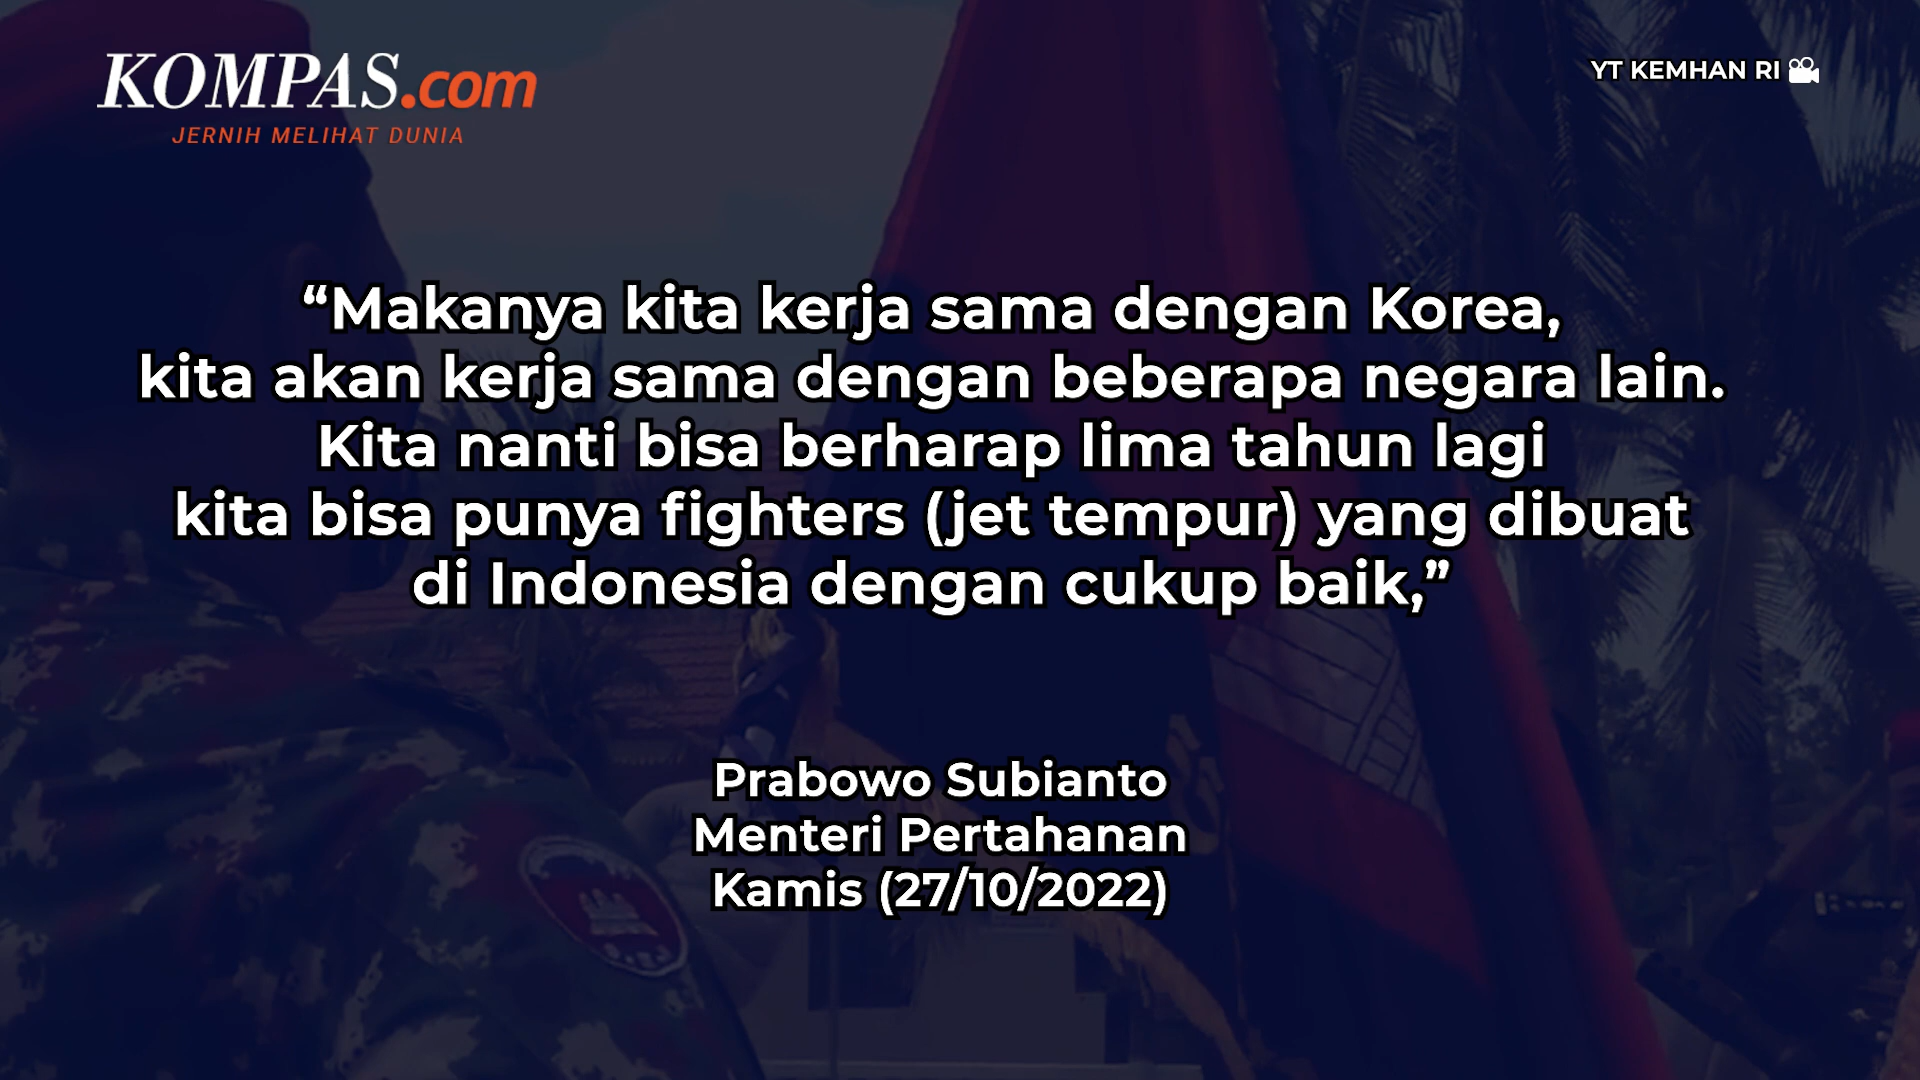 KOMPAS.com
JERNIH MELIHAT DUNIA
YT KEMHAN RI
“Makanya kita kerja sama dengan Korea,
kita akan kerja sama dengan beberapa negara lain.
Kita nanti bisa berharap lima tahun lagi
kita bisa punya fighters (jet tempur) yang dibuat
di Indonesia dengan cukup baik,”
Prabowo Subianto
Menteri Pertahanan
Kamis (27/10/2022)